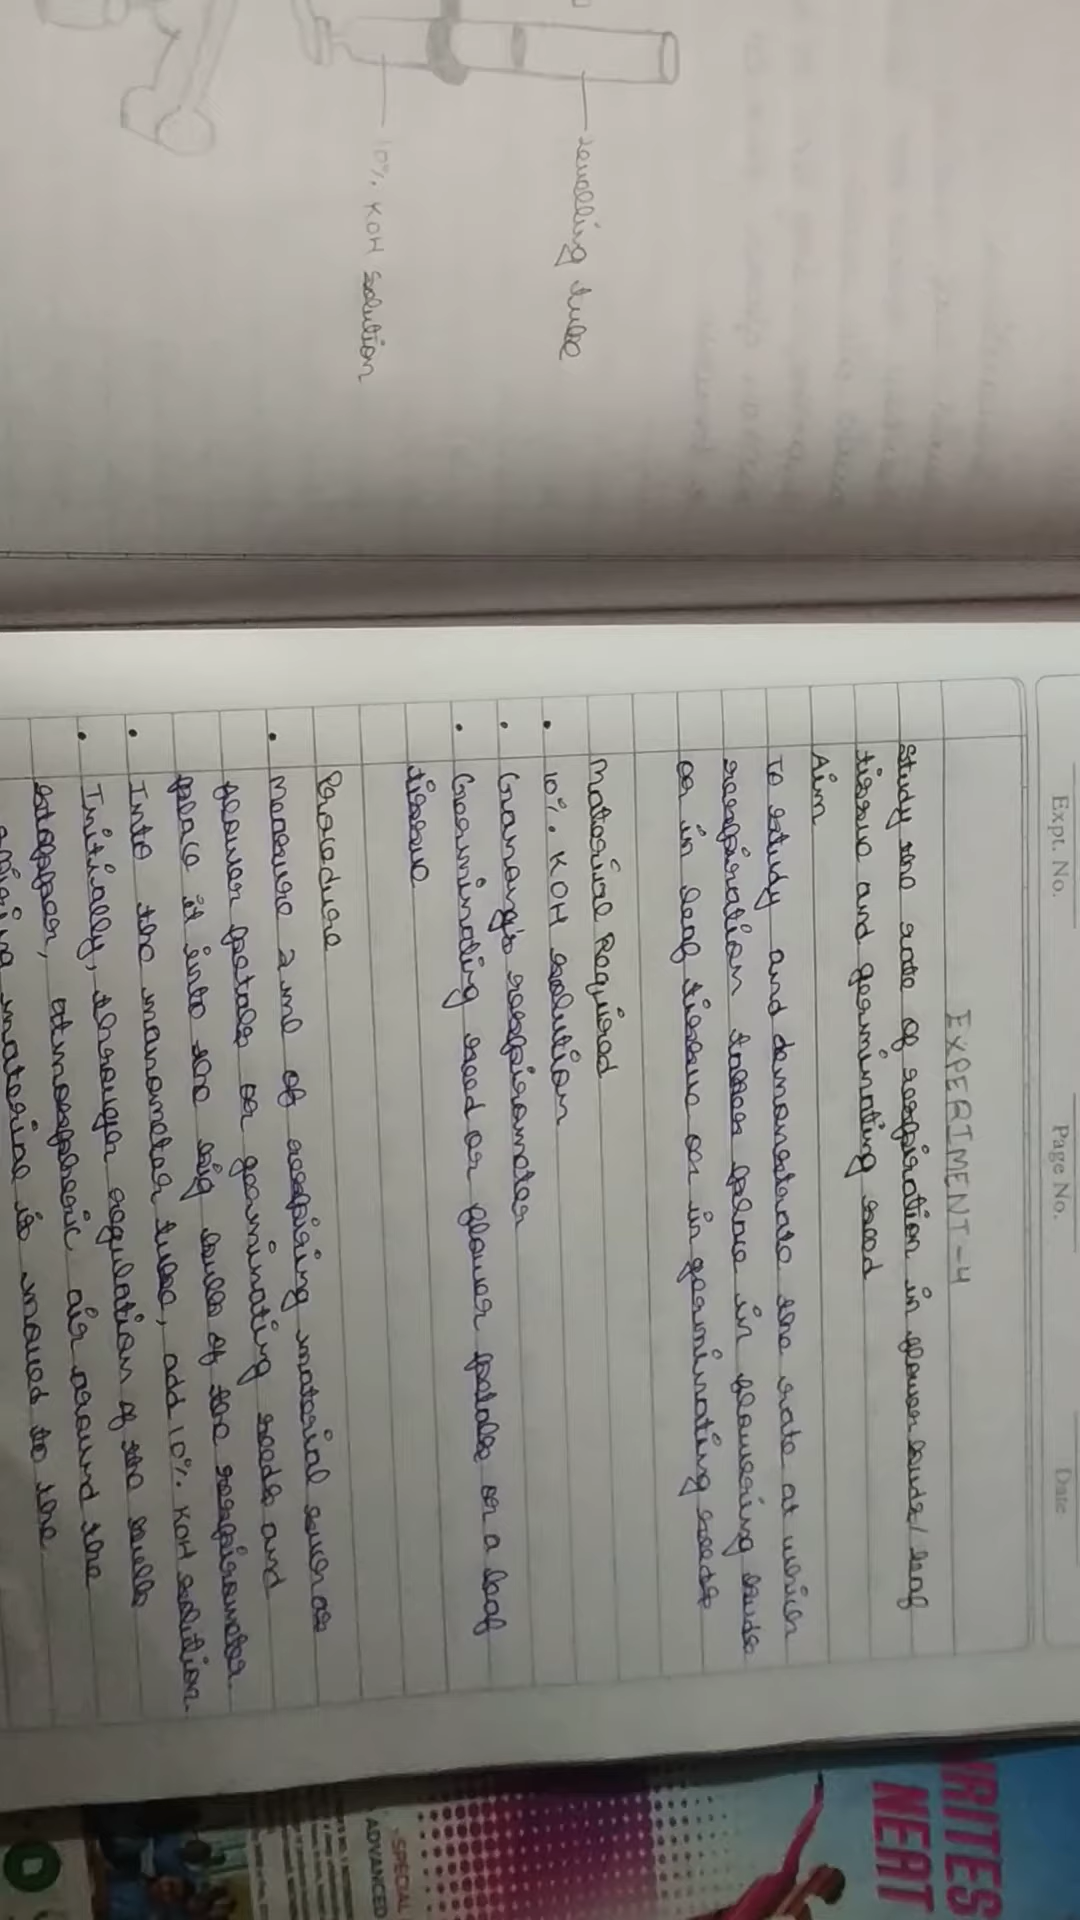 levelling tube
10%. KOH solution
Expt. No.
Page No.
Date
EXPERIMENT-4
Study the rate of respiration in flower buds/leaf
tissue and germinating seed
Aim
To study and demonstrate the rate at which
respiration takes place in flowering buds
or in leaf tissue or in germinating seeds
Material Required
• 10%. KOH solution
• Ganong's respirometer
• Germinating seed or flower petals or a leaf
tissue
Procedure
• Measure 2 ml of respiring material such as
flower petals or germinating seeds and
place it into the big bulb of the respirometer.
• Into the manometer tube, add 10%. KOH solution.
• Initially, through regulation of the bulb
stopper, atmospheric air around the
material is moved to the
WRITES
NEAT
SPECIAL
ADVANCED